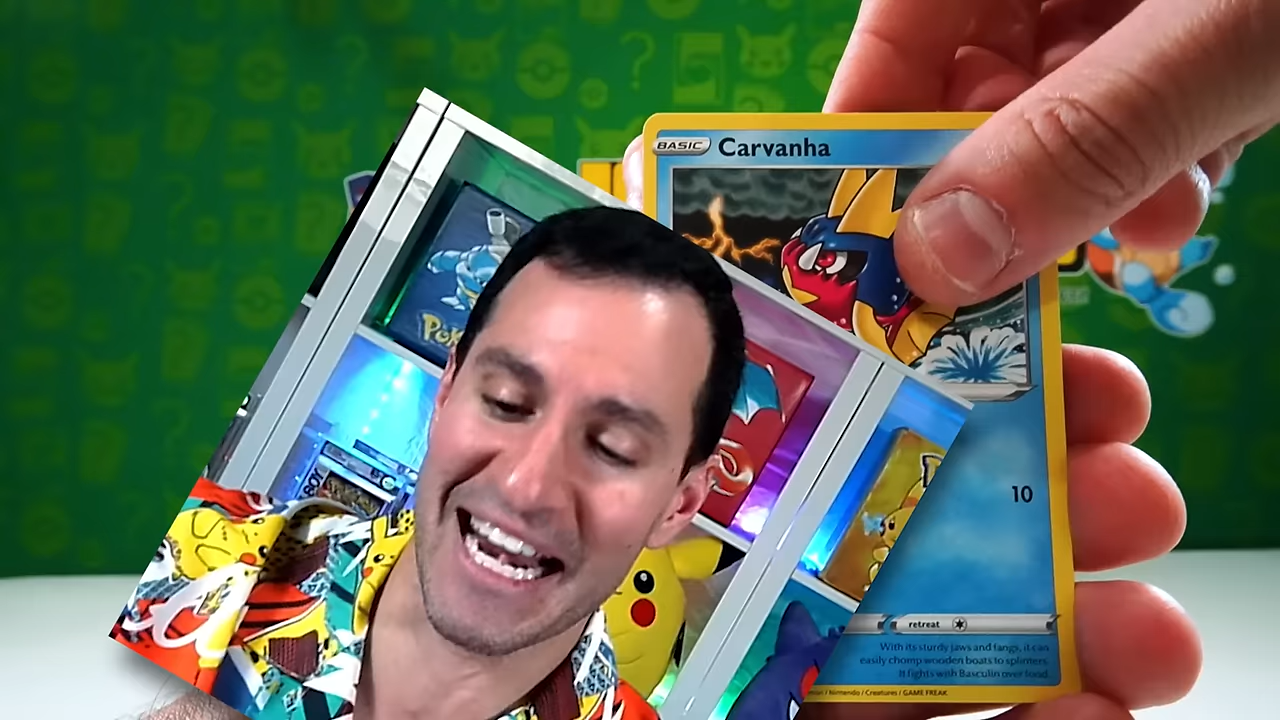 BASIC Carvanha
10
retreat
With its sturdy jaws and fangs, it can
easily chomp wooden boats to splinters.
It fights with Basculin over food.
/ Nintendo / Creatures / GAME FREAK